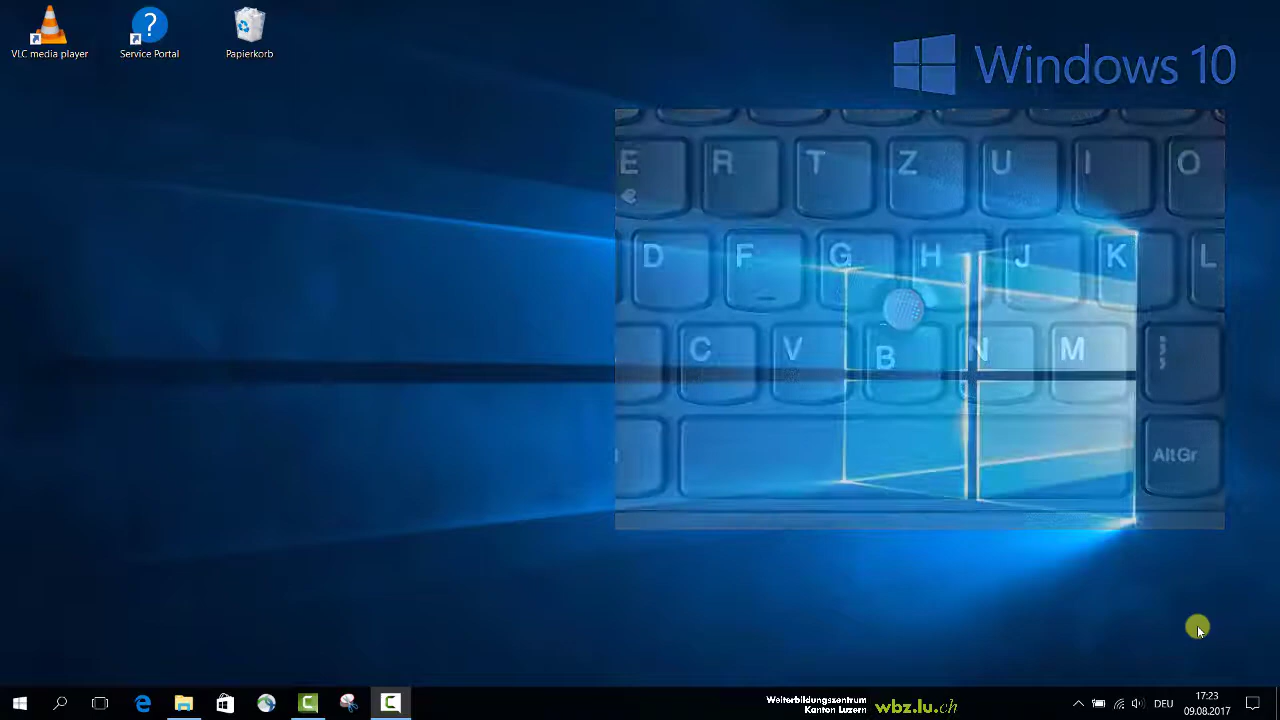 VLC media player
Service Portal
Papierkorb
Windows 10
E R T Z U I O
€
D F G H J K L
C V B N M ;
AltGr
Weiterbildungszentrum
Kanton Luzern
wbz.lu.ch
DEU
17:23
09.08.2017